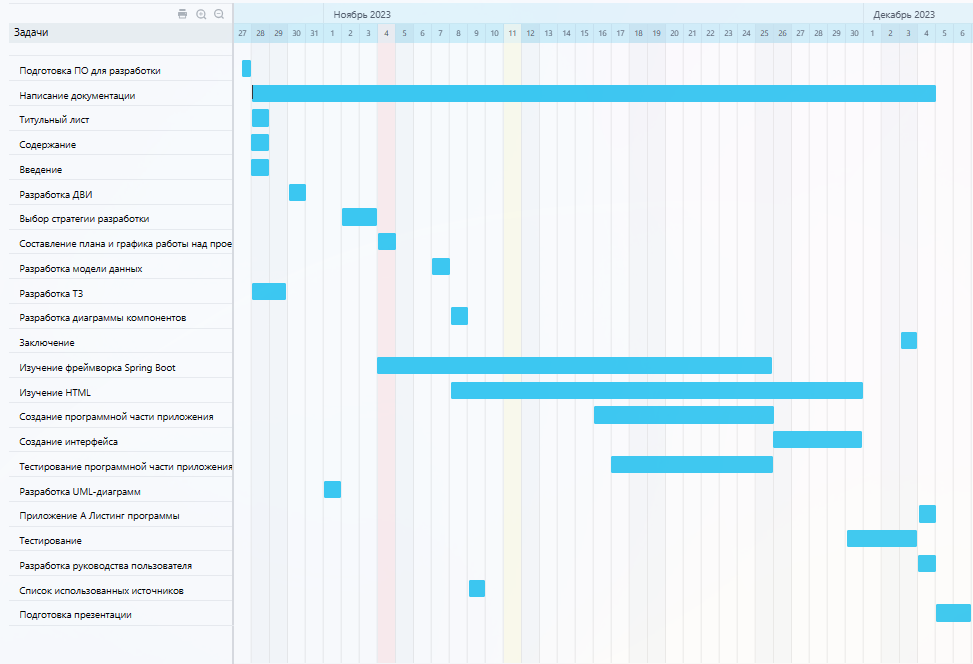 Ноябрь 2023 Декабрь 2023
Задачи 27 28 29 30 31 1 2 3 4 5 6 7 8 9 10 11 12 13 14 15 16 17 18 19 20 21 22 23 24 25 26 27 28 29 30 1 2 3 4 5 6
Подготовка ПО для разработки
Написание документации
Титульный лист
Содержание
Введение
Разработка ДВИ
Выбор стратегии разработки
Составление плана и графика работы над прое
Разработка модели данных
Разработка ТЗ
Разработка диаграммы компонентов
Заключение
Изучение фреймворка Spring Boot
Изучение HTML
Создание программной части приложения
Создание интерфейса
Тестирование программной части приложения
Разработка UML-диаграмм
Приложение А Листинг программы
Тестирование
Разработка руководства пользователя
Список использованных источников
Подготовка презентации